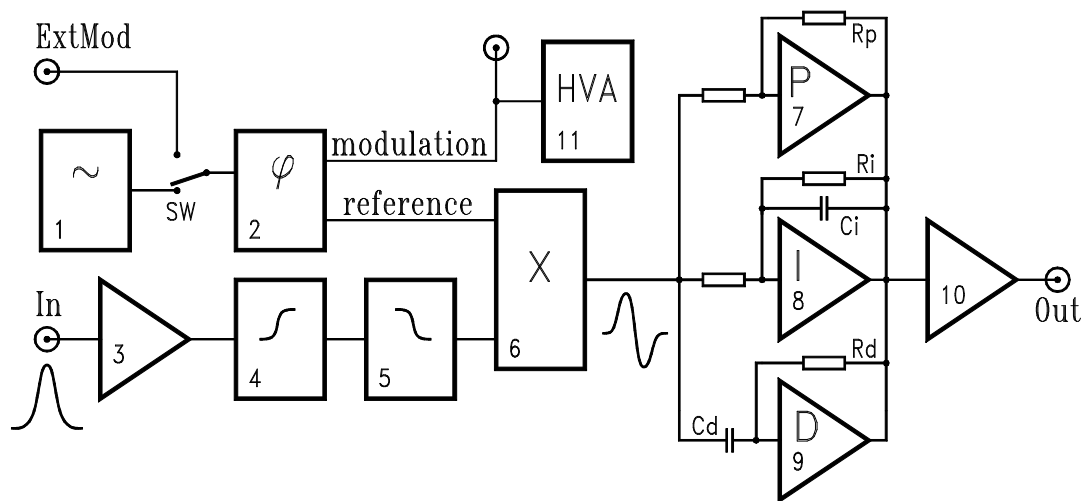 ExtMod
~
1
SW
φ
2
modulation
reference
HVA
11
In
3
4
5
X
6
Rp
P
7
Ri
Ci
I
8
Rd
Cd
D
9
10
Out